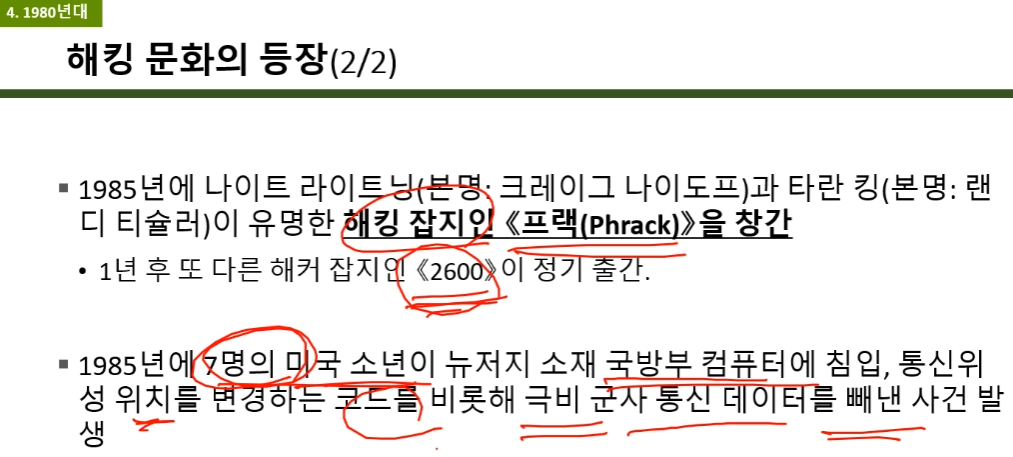 4. 1980년대
해킹 문화의 등장(2/2)
▪ 1985년에 나이트 라이트닝(본명: 크레이그 나이도프)과 타란 킹(본명: 랜
디 티슐러)이 유명한 해킹 잡지인 《프랙(Phrack)》을 창간
• 1년 후 또 다른 해커 잡지인 《2600》이 정기 출간.
▪ 1985년에 7명의 미국 소년이 뉴저지 소재 국방부 컴퓨터에 침입, 통신위
성 위치를 변경하는 코드를 비롯해 극비 군사 통신 데이터를 빼낸 사건 발
생